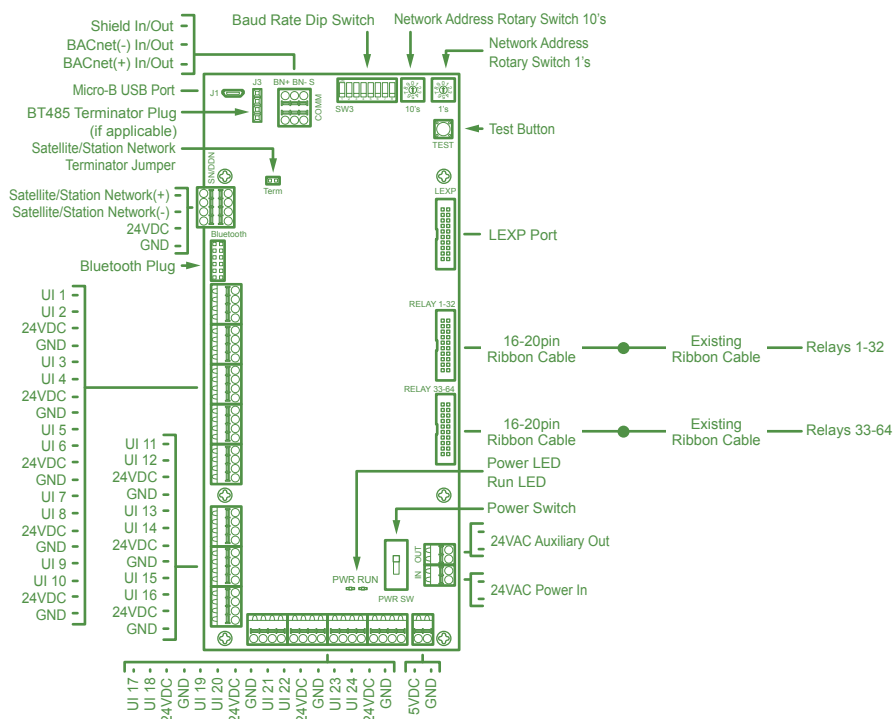 Shield In/Out
BACnet(-) In/Out
BACnet(+) In/Out
Baud Rate Dip Switch
Network Address Rotary Switch 10's
Network Address
Rotary Switch 1's
Micro-B USB Port
BT485 Terminator Plug
(if applicable)
Satellite/Station Network
Terminator Jumper
Satellite/Station Network(+)
Satellite/Station Network(-)
24VDC
GND
Bluetooth Plug
J1
J3
BN+ BN- S
COMM
SW3
10's
1's
TEST
Test Button
SN/DDN
Term
LEXP
LEXP Port
Bluetooth
RELAY 1-32
16-20pin
Ribbon Cable
Existing
Ribbon Cable
Relays 1-32
RELAY 33-64
16-20pin
Ribbon Cable
Existing
Ribbon Cable
Relays 33-64
UI 1
UI 2
24VDC
GND
UI 3
UI 4
24VDC
GND
UI 5
UI 6
24VDC
GND
UI 7
UI 8
24VDC
GND
UI 9
UI 10
24VDC
GND
UI 11
UI 12
24VDC
GND
UI 13
UI 14
24VDC
GND
UI 15
UI 16
24VDC
GND
Power LED
Run LED
Power Switch
PWR RUN
PWR SW
OUT
IN
24VAC Auxiliary Out
24VAC Power In
UI 17
UI 18
24VDC
GND
UI 19
UI 20
24VDC
GND
UI 21
UI 22
24VDC
GND
UI 23
UI 24
24VDC
GND
5VDC
GND